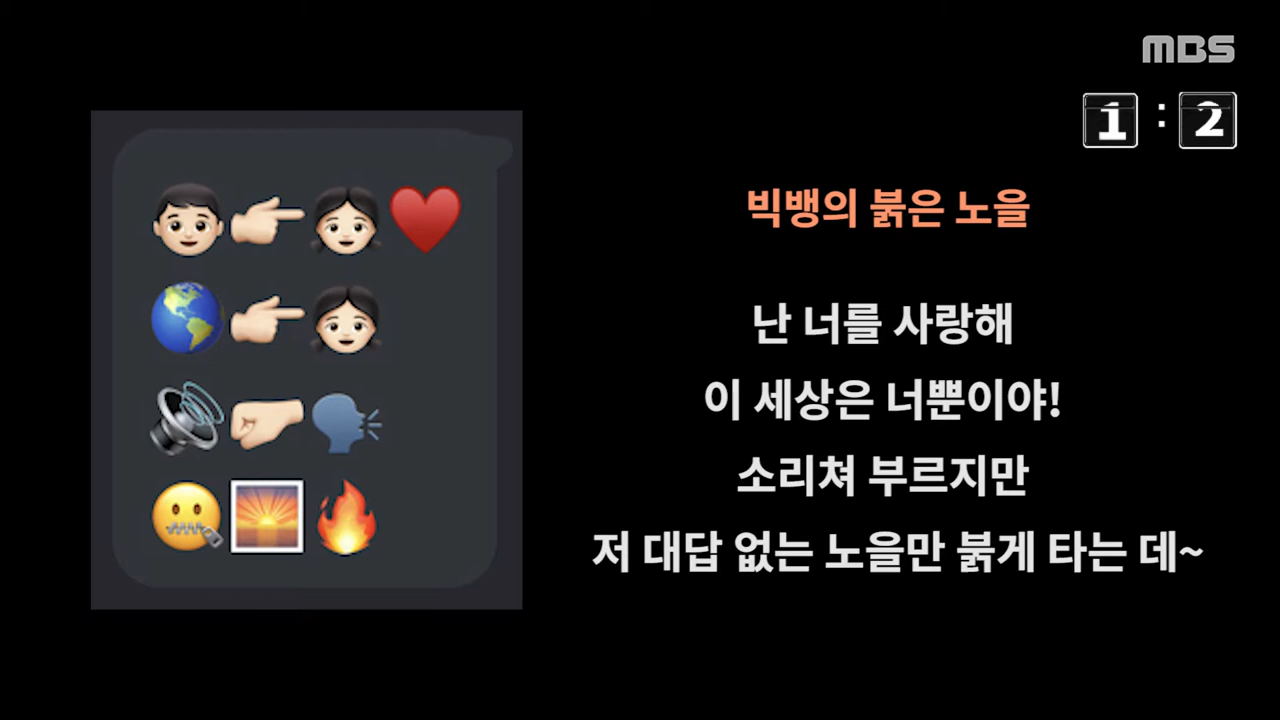 MBS
1 : 2
빅뱅의 붉은 노을
난 너를 사랑해
이 세상은 너뿐이야!
소리쳐 부르지만
저 대답 없는 노을만 붉게 타는 데~